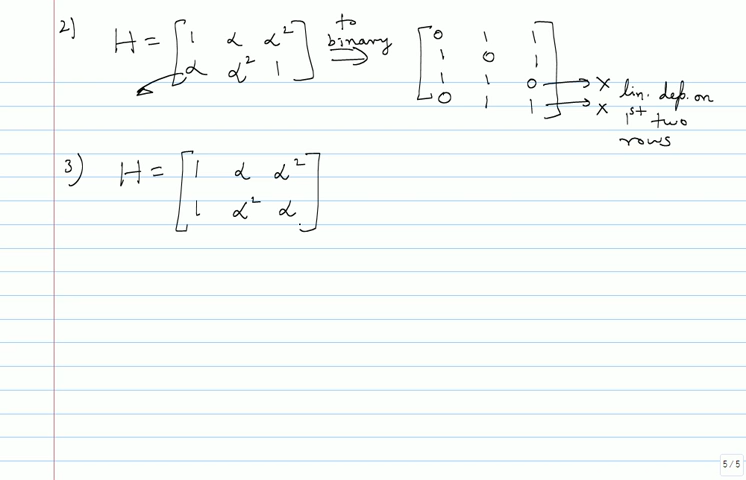 2) H = [ 1 α α² to binary ⇒ [ 0 1 1
α α² 1 ] 1 0 1
1 1 0 → x lin. dep. on
0 1 1 ] → x 1st two
rows
3) H = [ 1 α α²
1 α² α ]
5 / 5